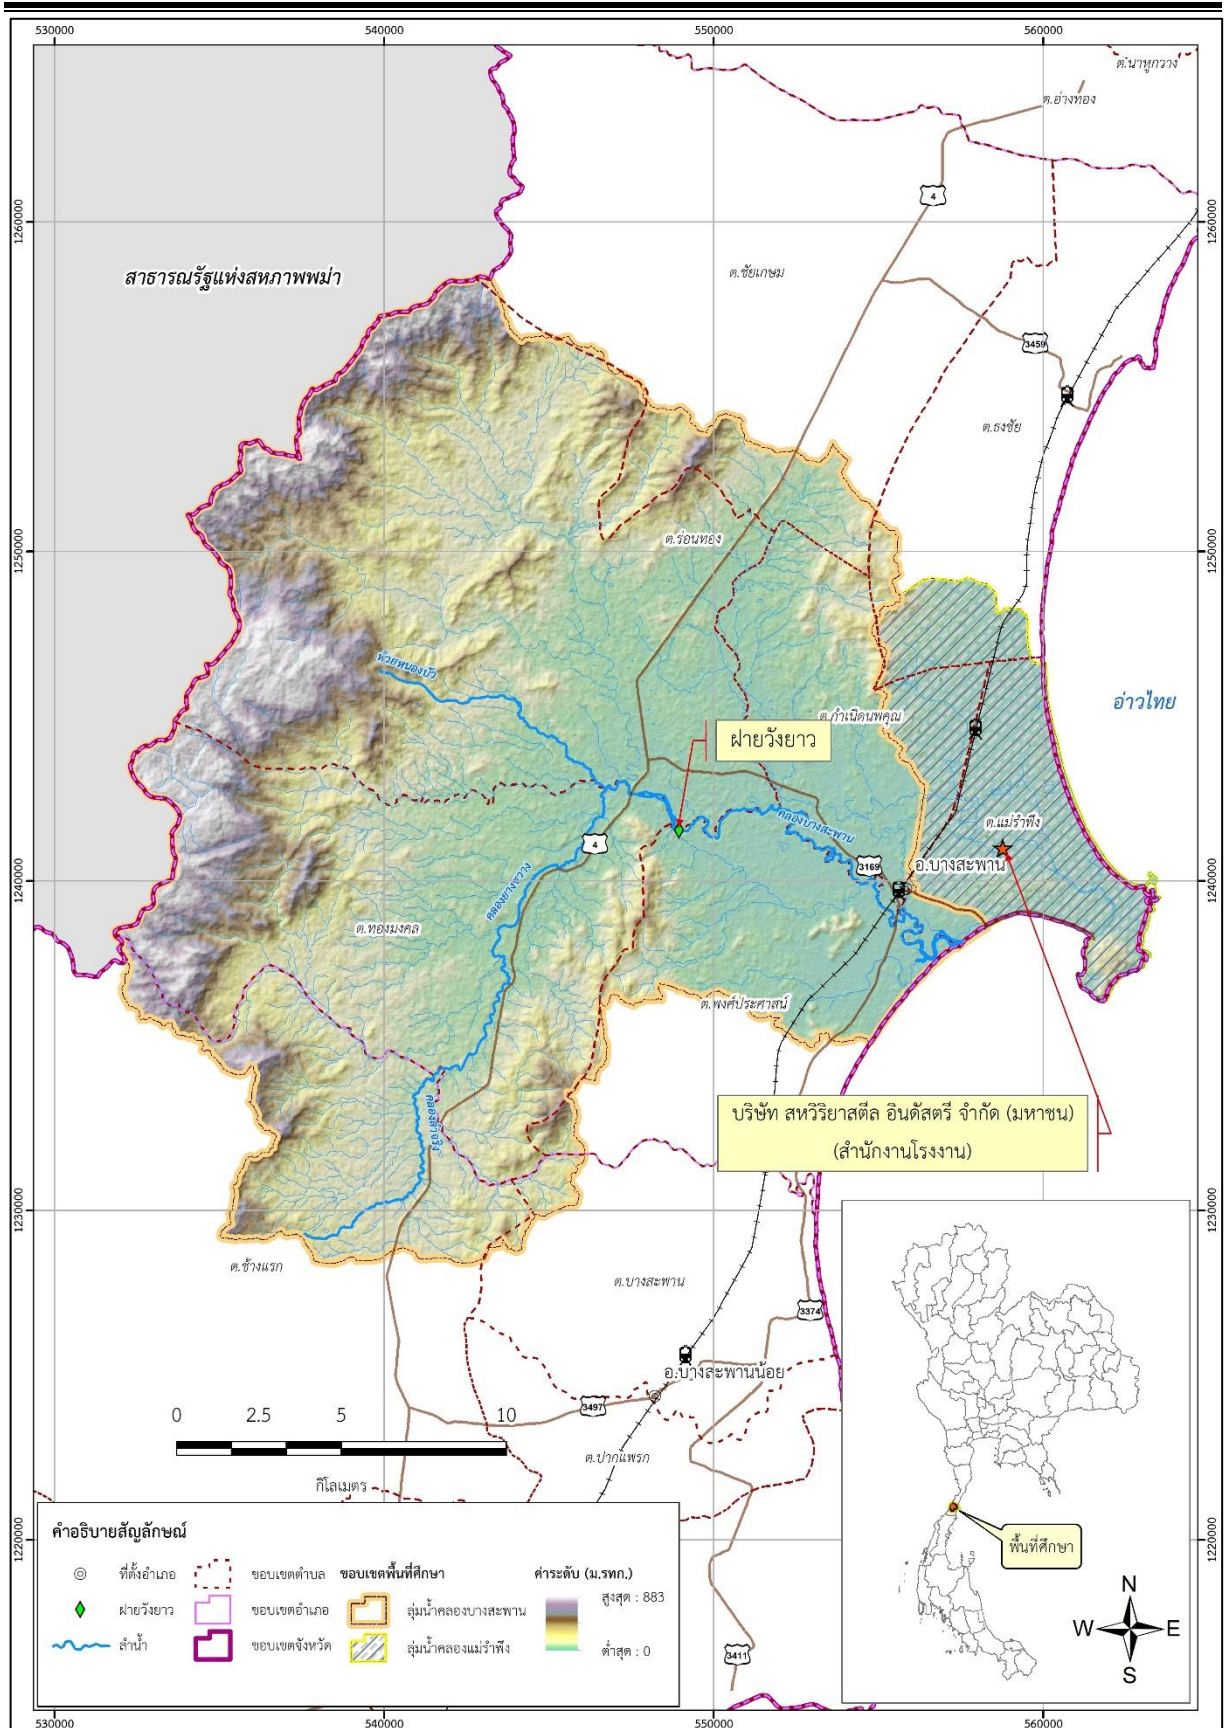 530000
540000
550000
560000
ต.นาหูกวาง
ต.อ่างทอง
4
1260000
1260000
สาธารณรัฐแห่งสหภาพพม่า
ต.ชัยเกษม
3459
ต.ธงชัย
1250000
1250000
ต.ร่อนทอง
ห้วยหนองบัว
อ่าวไทย
ต.กำเนิดนพคุณ
ฝายวังยาว
คลองบางสะพาน
ต.แม่รำพึง
4
3169
อ.บางสะพาน
1240000
1240000
คลองยางขวาง
ต.ทองมงคล
ต.พงศ์ประศาสน์
บริษัท สหวิริยาสตีล อินดัสตรี จำกัด (มหาชน)
(สำนักงานโรงงาน)
1230000
1230000
ต.ช้างแรก
ต.บางสะพาน
3374
อ.บางสะพานน้อย
3497
0 2.5 5 10
กิโลเมตร
ต.ปากแพรก
1220000
1220000
พื้นที่ศึกษา
คำอธิบายสัญลักษณ์
ที่ตั้งอำเภอ
ขอบเขตตำบล
ขอบเขตพื้นที่ศึกษา
ค่าระดับ (ม.รทก.)
ฝายวังยาว
ขอบเขตอำเภอ
ลุ่มน้ำคลองบางสะพาน
สูงสุด : 883
ลำน้ำ
ขอบเขตจังหวัด
ลุ่มน้ำคลองแม่รำพึง
ต่ำสุด : 0
3411
N
W E
S
530000
540000
550000
560000